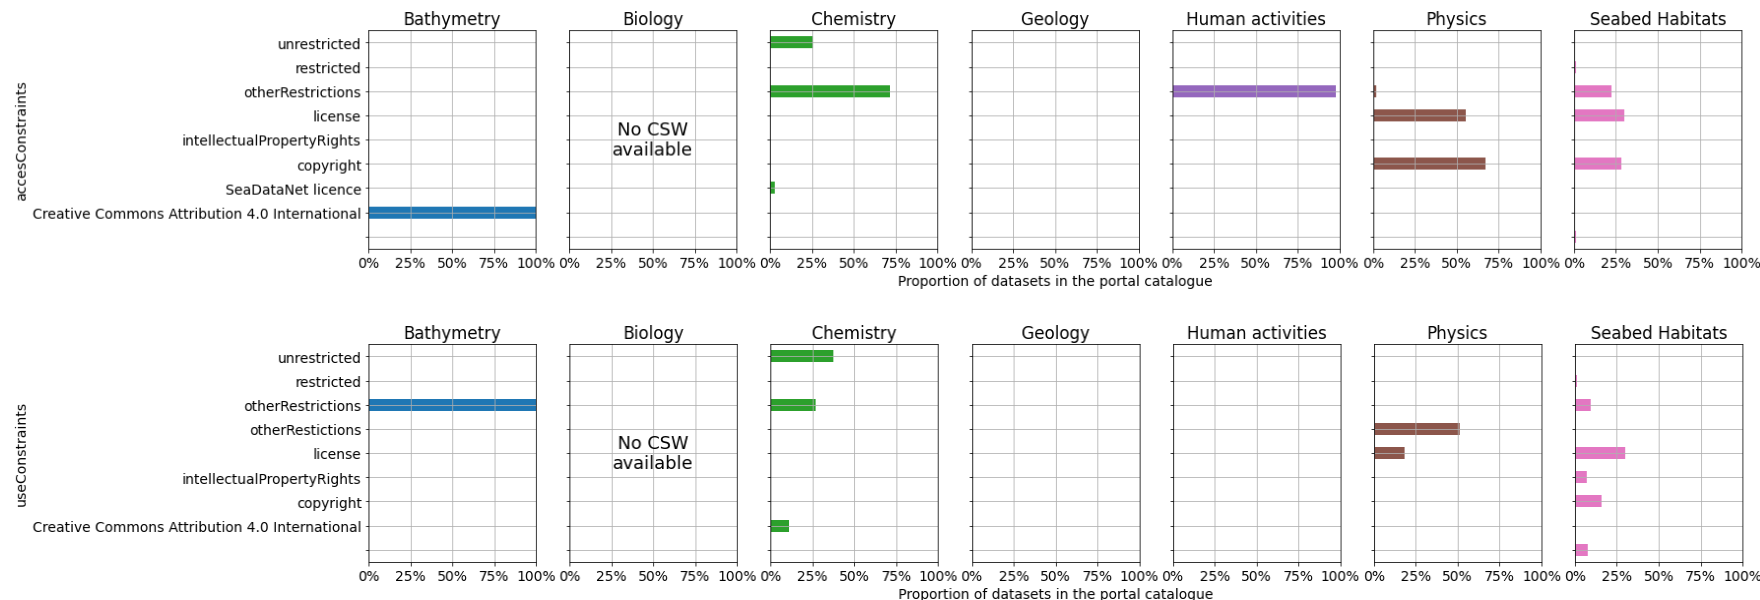 Bathymetry Biology Chemistry Geology Human activities Physics Seabed Habitats
accesConstraints
unrestricted
restricted
otherRestrictions
license
intellectualPropertyRights
copyright
SeaDataNet licence
Creative Commons Attribution 4.0 International
No CSW
available
0% 25% 50% 75% 100% 0% 25% 50% 75% 100% 0% 25% 50% 75% 100% 0% 25% 50% 75% 100% 0% 25% 50% 75% 100% 0% 25% 50% 75% 100% 0% 25% 50% 75% 100%
Proportion of datasets in the portal catalogue
Bathymetry Biology Chemistry Geology Human activities Physics Seabed Habitats
useConstraints
unrestricted
restricted
otherRestrictions
otherRestictions
license
intellectualPropertyRights
copyright
Creative Commons Attribution 4.0 International
No CSW
available
0% 25% 50% 75% 100% 0% 25% 50% 75% 100% 0% 25% 50% 75% 100% 0% 25% 50% 75% 100% 0% 25% 50% 75% 100% 0% 25% 50% 75% 100% 0% 25% 50% 75% 100%
Proportion of datasets in the portal catalogue